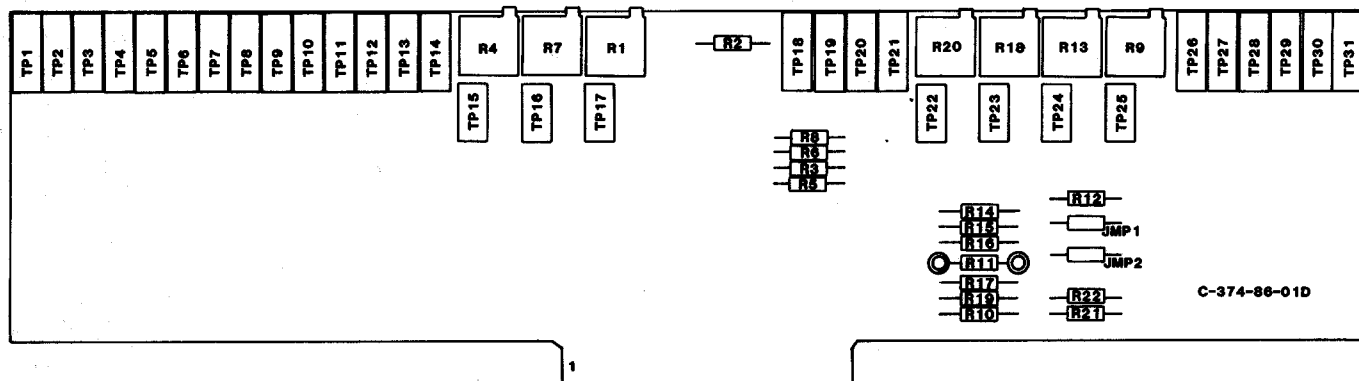 TP1 TP2 TP3 TP4 TP5 TP6 TP7 TP8 TP9 TP10 TP11 TP12 TP13 TP14 R4 R7 R1 R2 TP18 TP19 TP20 TP21 R20 R18 R13 R9 TP26 TP27 TP28 TP29 TP30 TP31
TP15 TP16 TP17 TP22 TP23 TP24 TP25
R8
R6
R3
R5
R12
R14
R15 JMP1
R16
R11 JMP2
R17
R19 R22 C-374-86-01D
R10 R21
1